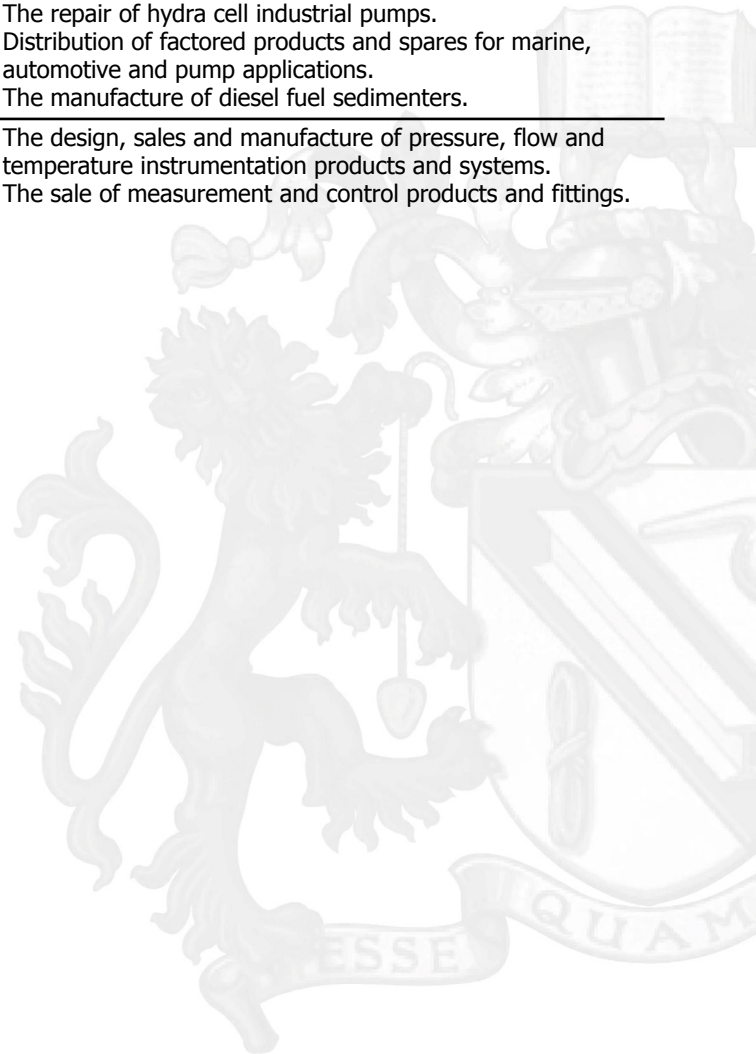 The repair of hydra cell industrial pumps.
Distribution of factored products and spares for marine,
automotive and pump applications.
The manufacture of diesel fuel sedimenters.
The design, sales and manufacture of pressure, flow and
temperature instrumentation products and systems.
The sale of measurement and control products and fittings.
ESSE
QUAM